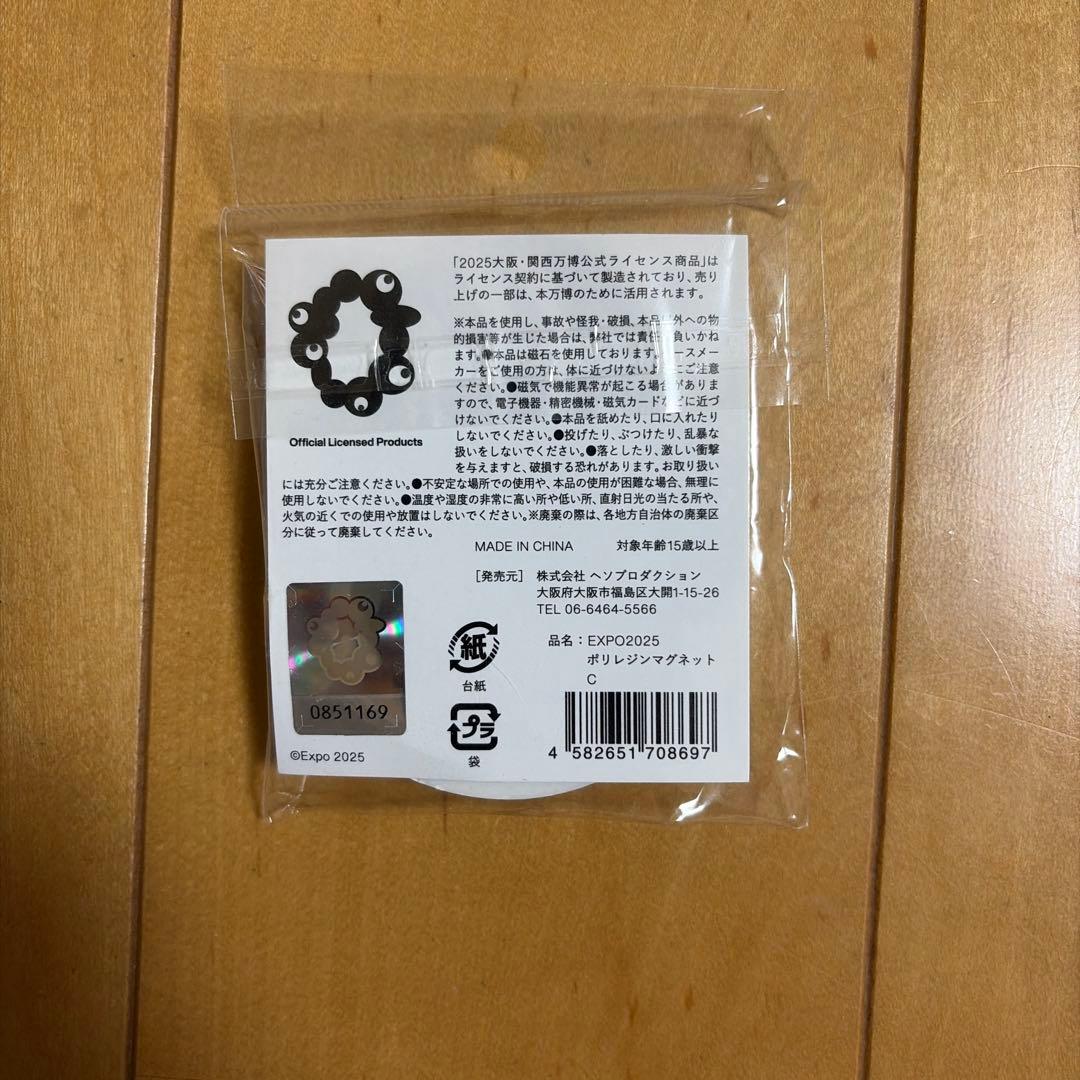 「2025大阪・関西万博公式ライセンス商品」は
ライセンス契約に基づいて製造されており、売り
上げの一部は、本万博のために活用されます。
※本品を使用し、事故や怪我・破損、本品以外への物
的損害等が生じた場合は、弊社では責任を負いかね
ます。●本品は磁石を使用しております。ペースメー
カーをご使用の方は、体に近づけないようにご注意
ください。●磁気で機能異常が起こる場合がありま
すので、電子機器・精密機械・磁気カードなどに近づ
けないでください。●本品を舐めたり、口に入れたり
しないでください。●投げたり、ぶつけたり、乱暴な
扱いをしないでください。●落としたり、激しい衝撃
を与えますと、破損する恐れがあります。お取り扱い
には充分ご注意ください。●不安定な場所での使用や、本品の使用が困難な場合、無理に
使用しないでください。●温度や湿度の非常に高い所や低い所、直射日光の当たる所や、
火気の近くでの使用や放置はしないでください。※廃棄の際は、各地方自治体の廃棄区
分に従って廃棄してください。
Official Licensed Products
MADE IN CHINA 対象年齢15歳以上
［発売元］ 株式会社 ヘソプロダクション
大阪府大阪市福島区大開1-15-26
TEL 06-6464-5566
紙
台紙
品名：EXPO2025
ポリレジンマグネット
C
プラ
袋
0851169
©Expo 2025
4 582651 708697